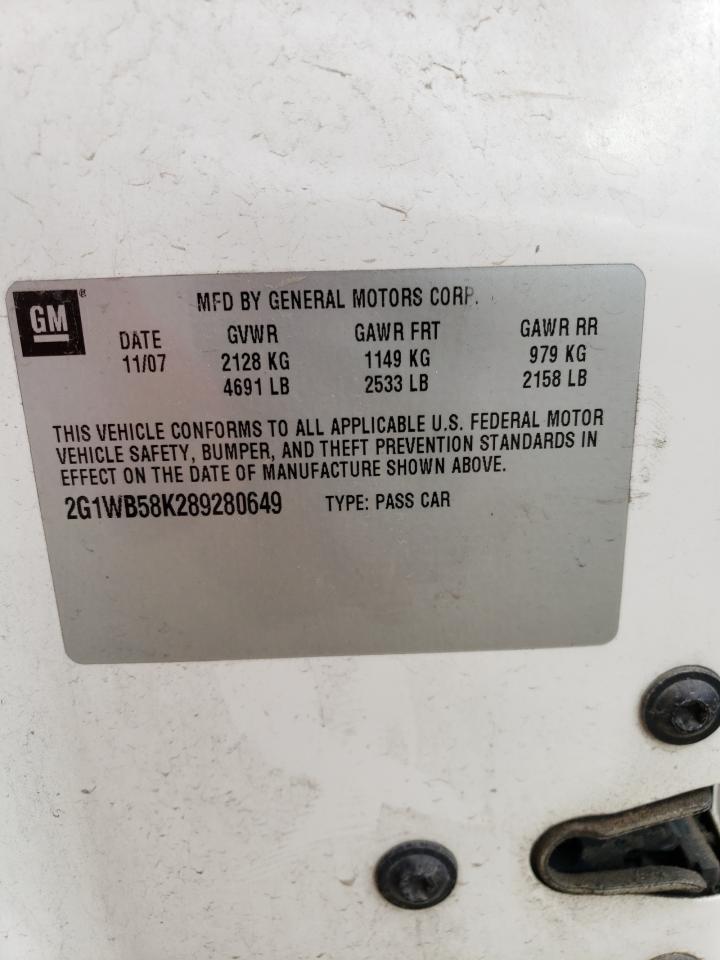 GM®
MFD BY GENERAL MOTORS CORP.
DATE GVWR GAWR FRT GAWR RR
11/07 2128 KG 1149 KG 979 KG
4691 LB 2533 LB 2158 LB
THIS VEHICLE CONFORMS TO ALL APPLICABLE U.S. FEDERAL MOTOR
VEHICLE SAFETY, BUMPER, AND THEFT PREVENTION STANDARDS IN
EFFECT ON THE DATE OF MANUFACTURE SHOWN ABOVE.
2G1WB58K289280649 TYPE: PASS CAR